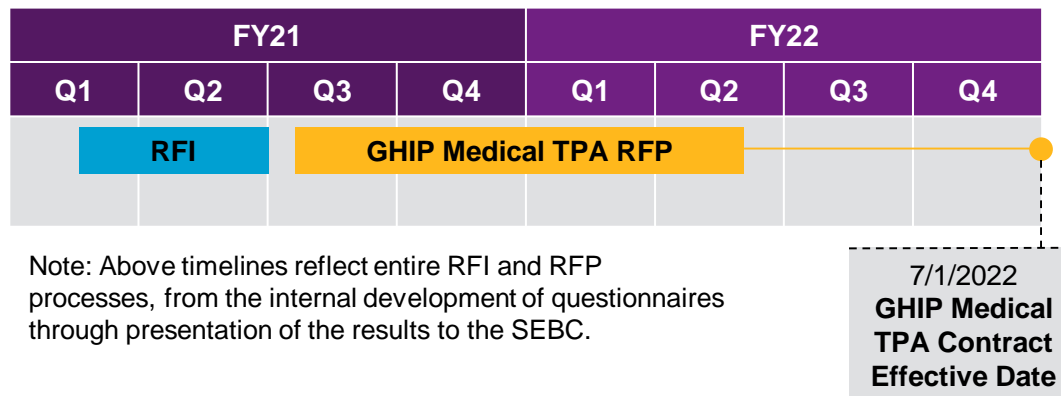 FY21 FY22
Q1 Q2 Q3 Q4 Q1 Q2 Q3 Q4
RFI GHIP Medical TPA RFP
Note: Above timelines reflect entire RFI and RFP
processes, from the internal development of questionnaires
through presentation of the results to the SEBC.
7/1/2022
GHIP Medical
TPA Contract
Effective Date